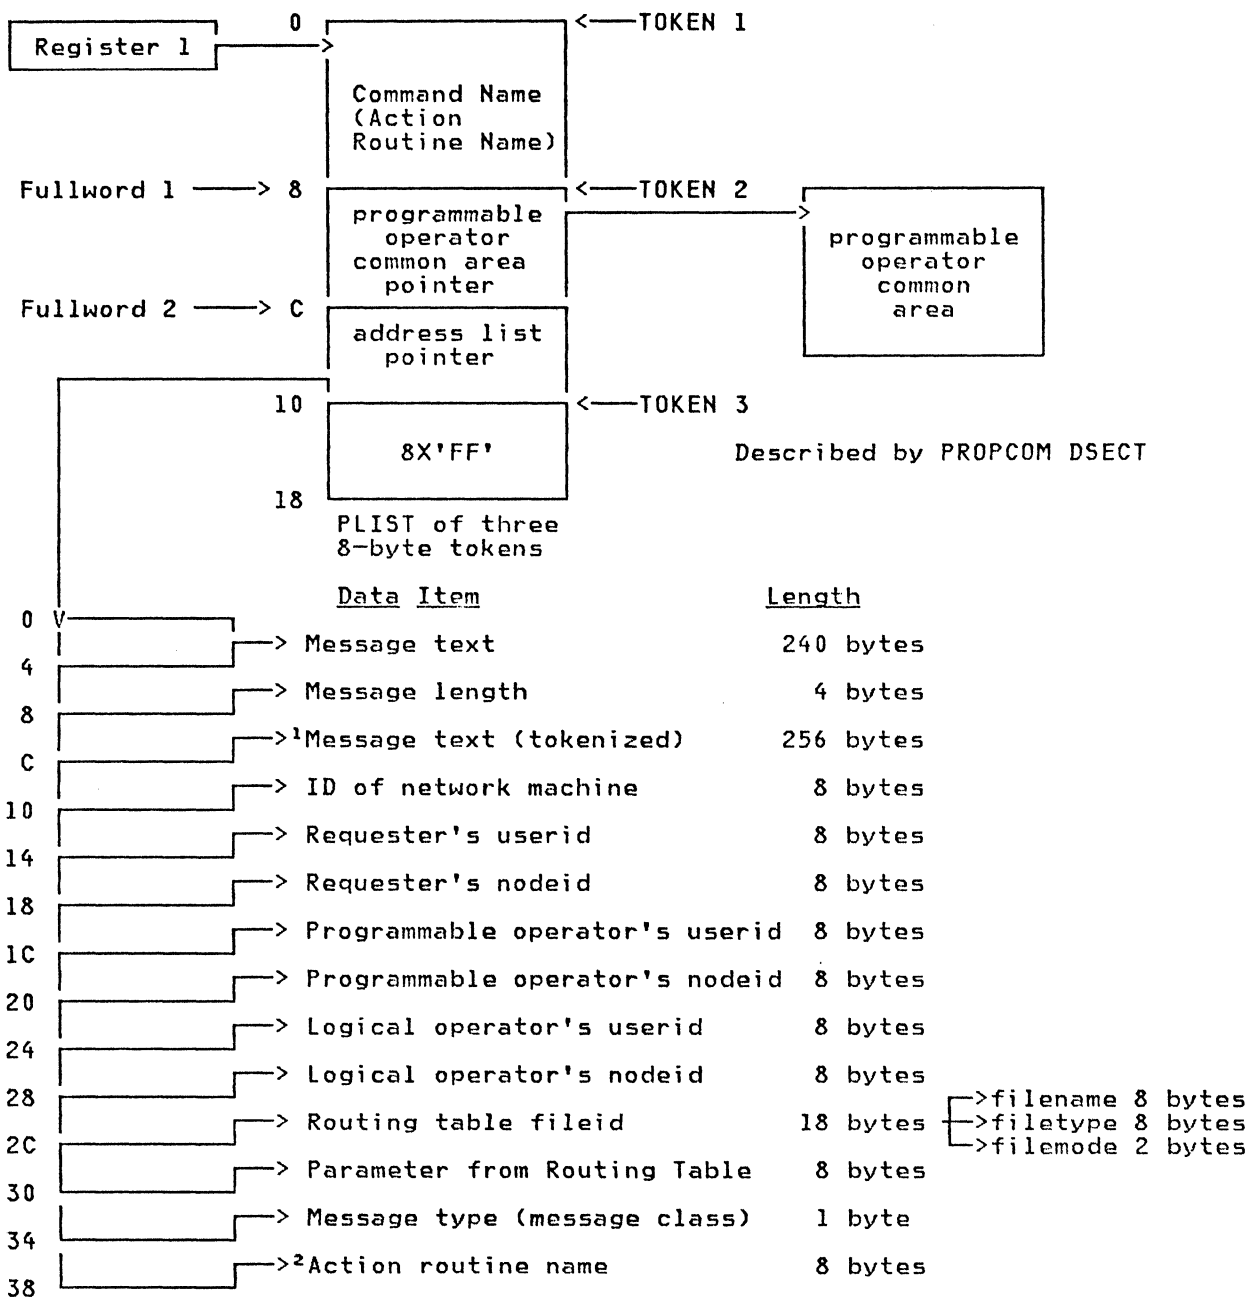 0 <—TOKEN 1
Register 1 >
Command Name
(Action
Routine Name)
Fullword 1 —> 8 <—TOKEN 2
programmable
operator
common area
pointer
>
programmable
operator
common
area
Fullword 2 —> C
address list
pointer
10 <—TOKEN 3
8X'FF'
Described by PROPCOM DSECT
18
PLIST of three
8-byte tokens
Data Item Length
0 V
> Message text 240 bytes
4
> Message length 4 bytes
8
>¹Message text (tokenized) 256 bytes
C
> ID of network machine 8 bytes
10
> Requester's userid 8 bytes
14
> Requester's nodeid 8 bytes
18
> Programmable operator's userid 8 bytes
1C
> Programmable operator's nodeid 8 bytes
20
> Logical operator's userid 8 bytes
24
> Logical operator's nodeid 8 bytes
28
>filename 8 bytes
> Routing table fileid 18 bytes >filetype 8 bytes
>filemode 2 bytes
2C
> Parameter from Routing Table 8 bytes
30
> Message type (message class) 1 byte
34
>²Action routine name 8 bytes
38